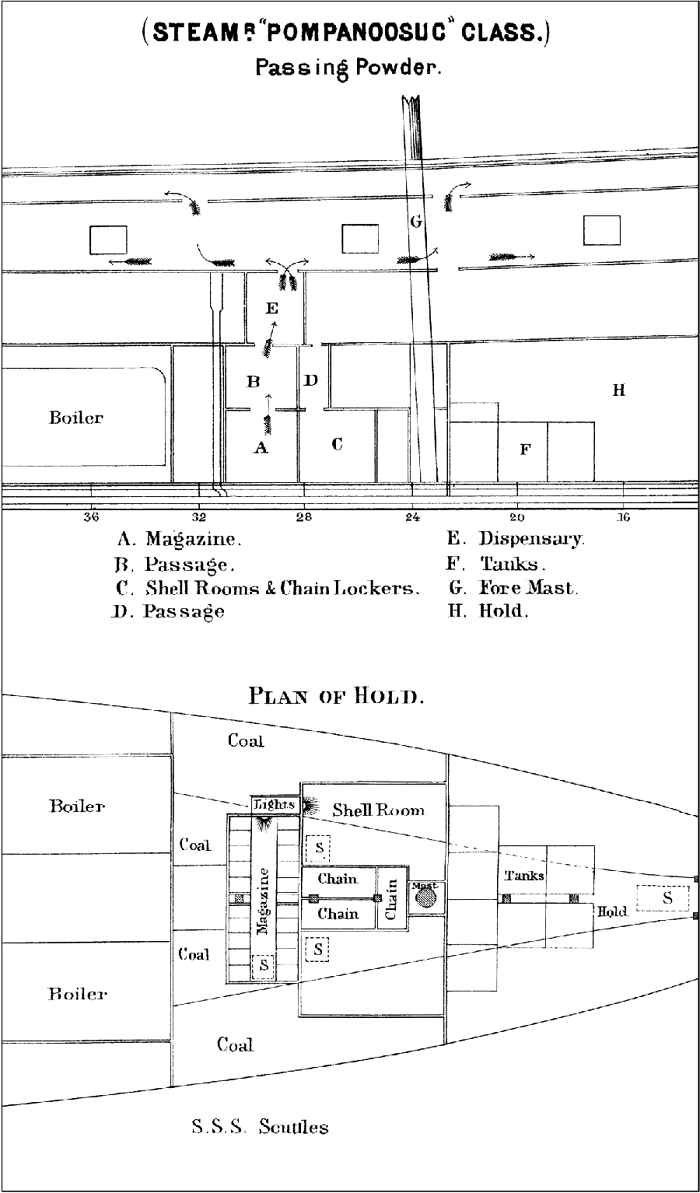 (STEAMR. "POMPANOOSUC" CLASS.)
Passing Powder.
G
E
B
D
H
Boiler
A
C
F
36 32 28 24 20 16
A. Magazine.
B. Passage.
C. Shell Rooms & Chain Lockers.
D. Passage
E. Dispensary.
F. Tanks.
G. Fore Mast.
H. Hold.
PLAN OF HOLD.
Coal
Boiler
Lights
Shell Room
Coal
S
Chain
Tanks
Mast
Magazine
Chain
Chain
Hold
S
Coal
S
S
Boiler
Coal
S.S.S. Scuttles